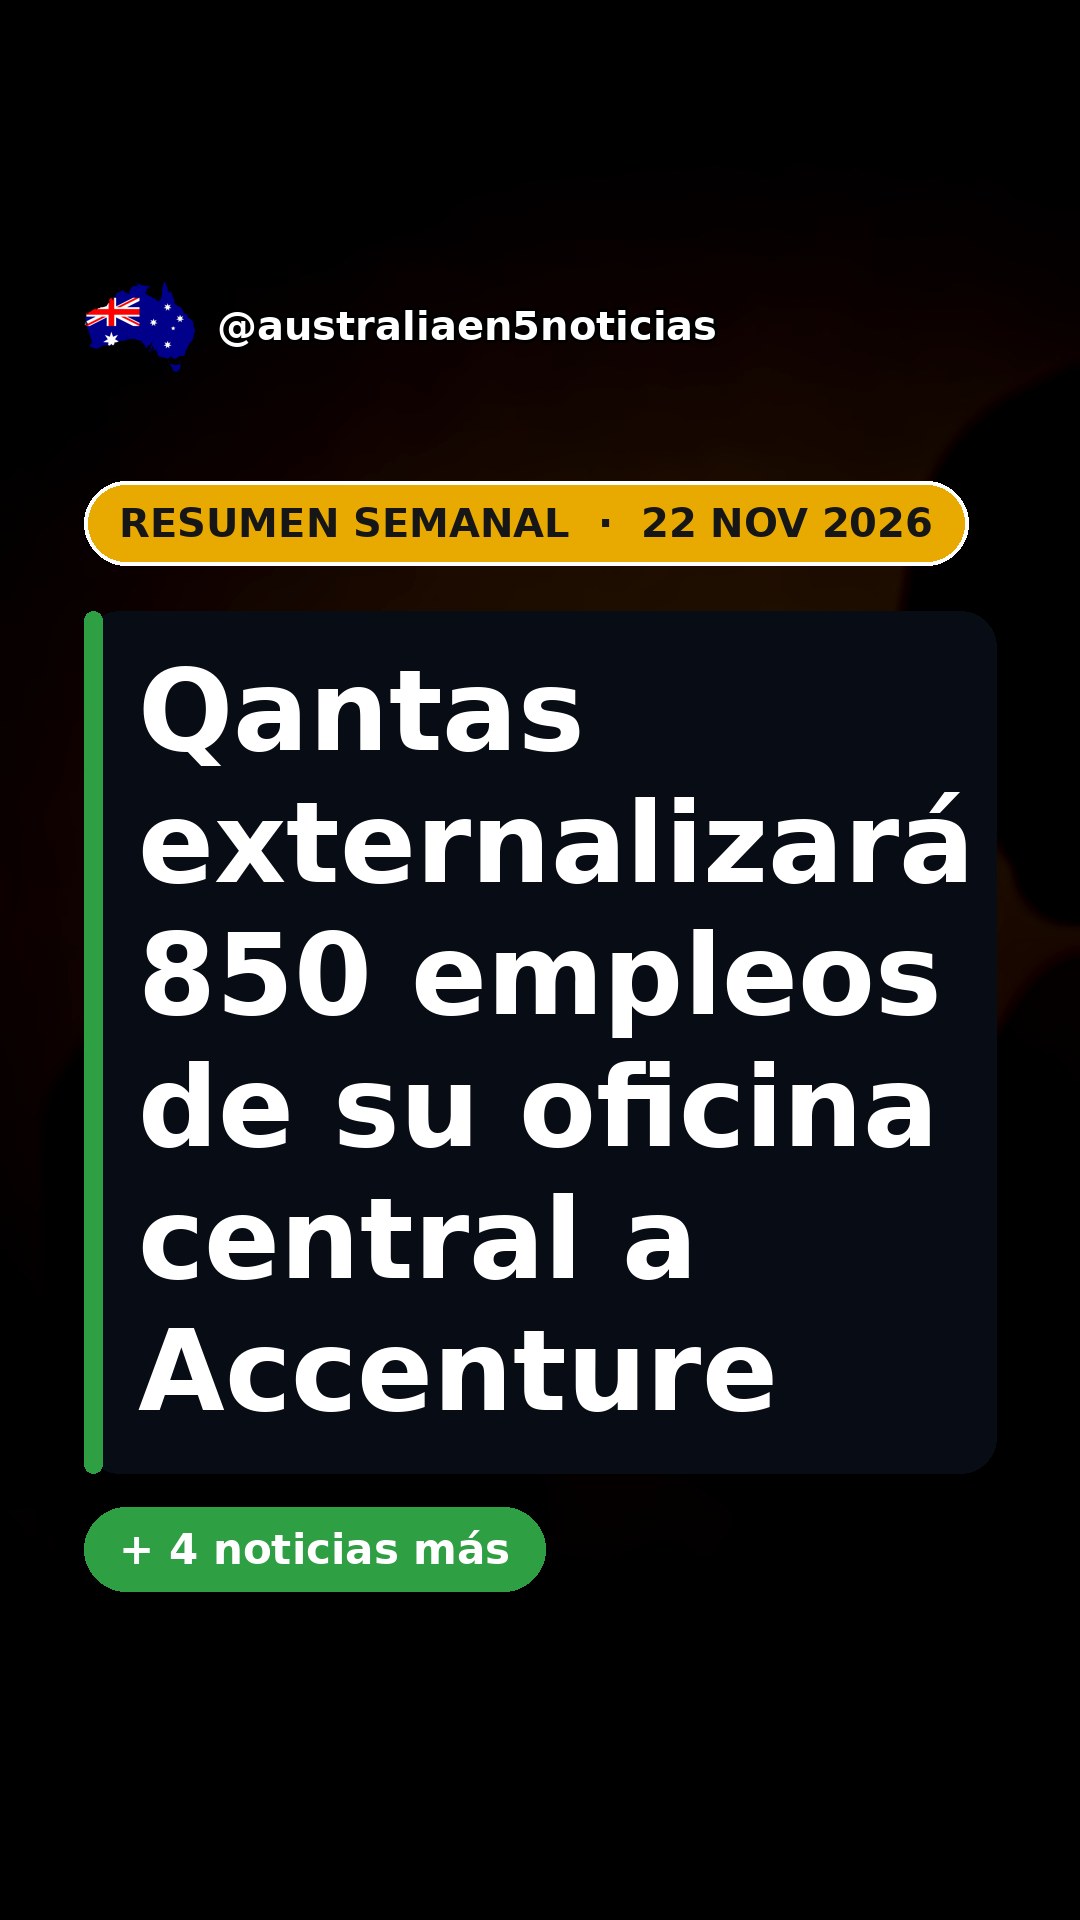 @australiaen5noticias
RESUMEN SEMANAL · 22 NOV 2026
Qantas
externalizará
850 empleos
de su oficina
central a
Accenture
+ 4 noticias más